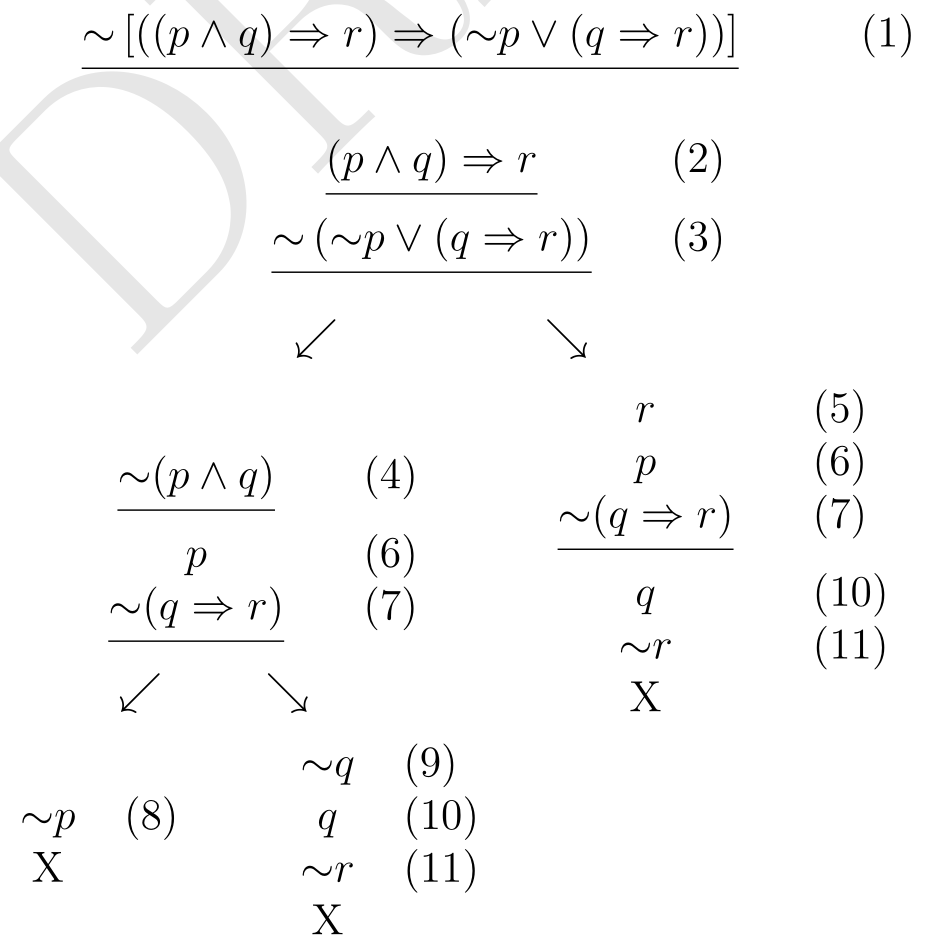 ∼[((p ∧ q) ⇒ r) ⇒ (∼p ∨ (q ⇒ r))] (1)
(p ∧ q) ⇒ r (2)
∼(∼p ∨ (q ⇒ r)) (3)
↙ ↘
∼(p ∧ q) (4)
p (6)
∼(q ⇒ r) (7)
↙ ↘
∼p (8)
X
∼q (9)
q (10)
∼r (11)
X
r (5)
p (6)
∼(q ⇒ r) (7)
q (10)
∼r (11)
X